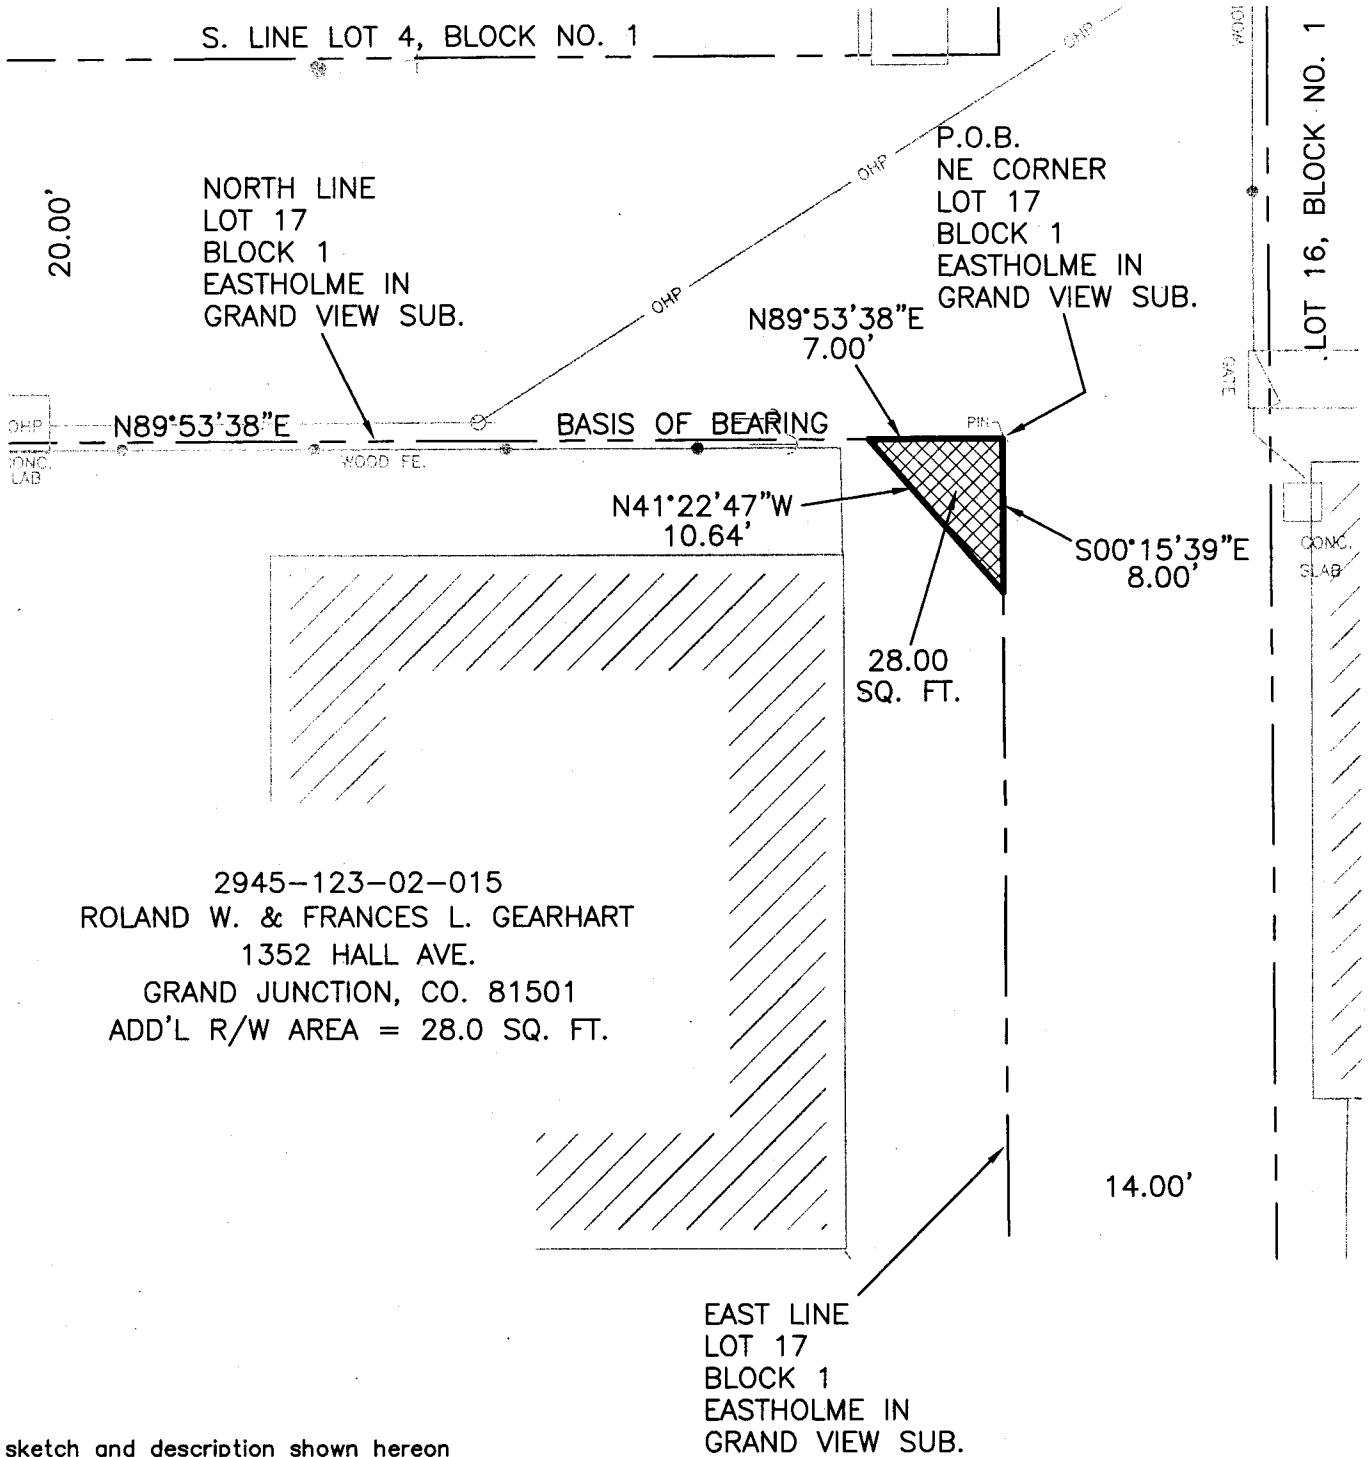 S. LINE LOT 4, BLOCK NO. 1
LOT 16, BLOCK NO. 1
OHP
P.O.B.
NE CORNER
LOT 17
BLOCK 1
EASTHOLME IN
GRAND VIEW SUB.
OHP
20.00'
NORTH LINE
LOT 17
BLOCK 1
EASTHOLME IN
GRAND VIEW SUB.
OHP
N89°53'38"E
7.00'
GATE
OHP
N89°53'38"E
BASIS OF BEARING
PIN
CONC.
LAB
WOOD FE.
N41°22'47"W
10.64'
S00°15'39"E
8.00'
CONC.
SLAB
28.00
SQ. FT.
2945-123-02-015
ROLAND W. & FRANCES L. GEARHART
1352 HALL AVE.
GRAND JUNCTION, CO. 81501
ADD'L R/W AREA = 28.0 SQ. FT.
14.00'
EAST LINE
LOT 17
BLOCK 1
EASTHOLME IN
GRAND VIEW SUB.
sketch and description shown hereon